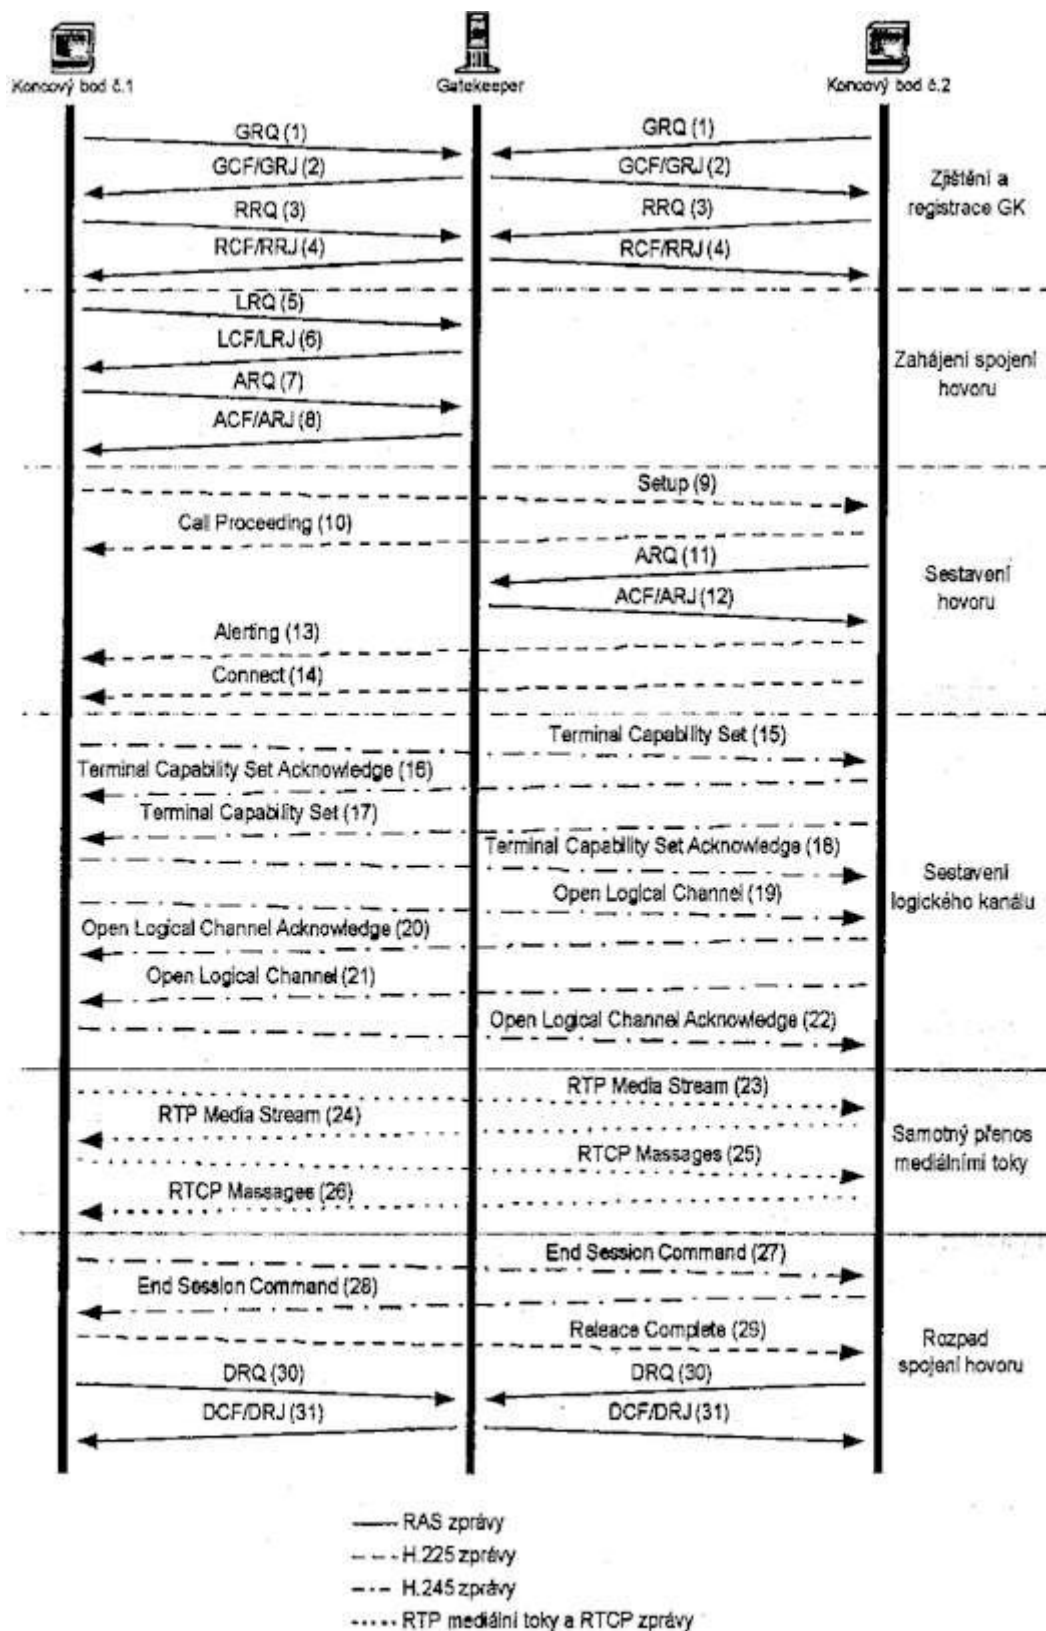 Koncový bod č.1
Gatekeeper
Koncový bod č.2
GRQ (1)
GRQ (1)
GCF/GRJ (2)
GCF/GRJ (2)
RRQ (3)
RRQ (3)
RCF/RRJ (4)
RCF/RRJ (4)
Zjištění a
registrace GK
LRQ (5)
LCF/LRJ (6)
ARQ (7)
ACF/ARJ (8)
Zahájení spojení
hovoru
Setup (9)
Call Proceeding (10)
ARQ (11)
ACF/ARJ (12)
Alerting (13)
Connect (14)
Sestavení
hovoru
Terminal Capability Set (15)
Terminal Capability Set Acknowledge (16)
Terminal Capability Set (17)
Terminal Capability Set Acknowledge (18)
Open Logical Channel (19)
Open Logical Channel Acknowledge (20)
Open Logical Channel (21)
Open Logical Channel Acknowledge (22)
Sestavení
logického kanálu
RTP Media Stream (23)
RTP Media Stream (24)
RTCP Massages (25)
RTCP Massages (26)
Samotný přenos
mediálními toky
End Session Command (27)
End Session Command (28)
Releace Complete (29)
DRQ (30)
DRQ (30)
DCF/DRJ (31)
DCF/DRJ (31)
Rozpad
spojení hovoru
RAS zprávy
H.225 zprávy
H.245 zprávy
RTP mediální toky a RTCP zprávy